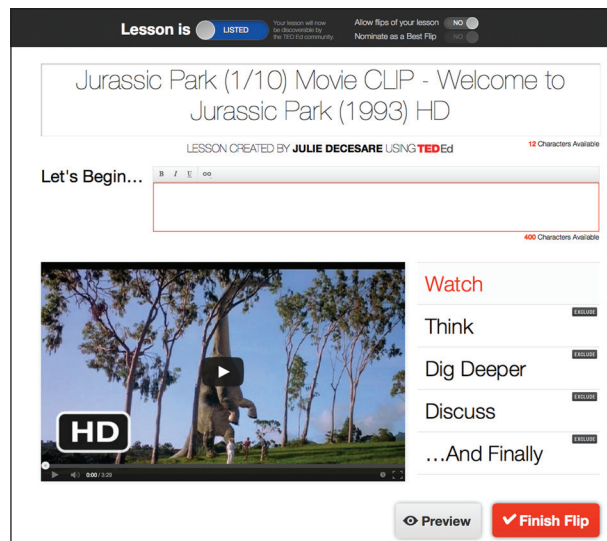 Lesson is LISTED
Your lesson will now
be discoverable by
the TED Ed community.
Allow flips of your lesson NO
Nominate as a Best Flip NO
Jurassic Park (1/10) Movie CLIP - Welcome to
Jurassic Park (1993) HD
LESSON CREATED BY JULIE DECESARE USING TEDEd
12 Characters Available
Let's Begin...
B I U
400 Characters Available
HD
0:00 / 3:29
Watch
Think EXCLUDE
Dig Deeper EXCLUDE
Discuss EXCLUDE
...And Finally EXCLUDE
Preview
Finish Flip